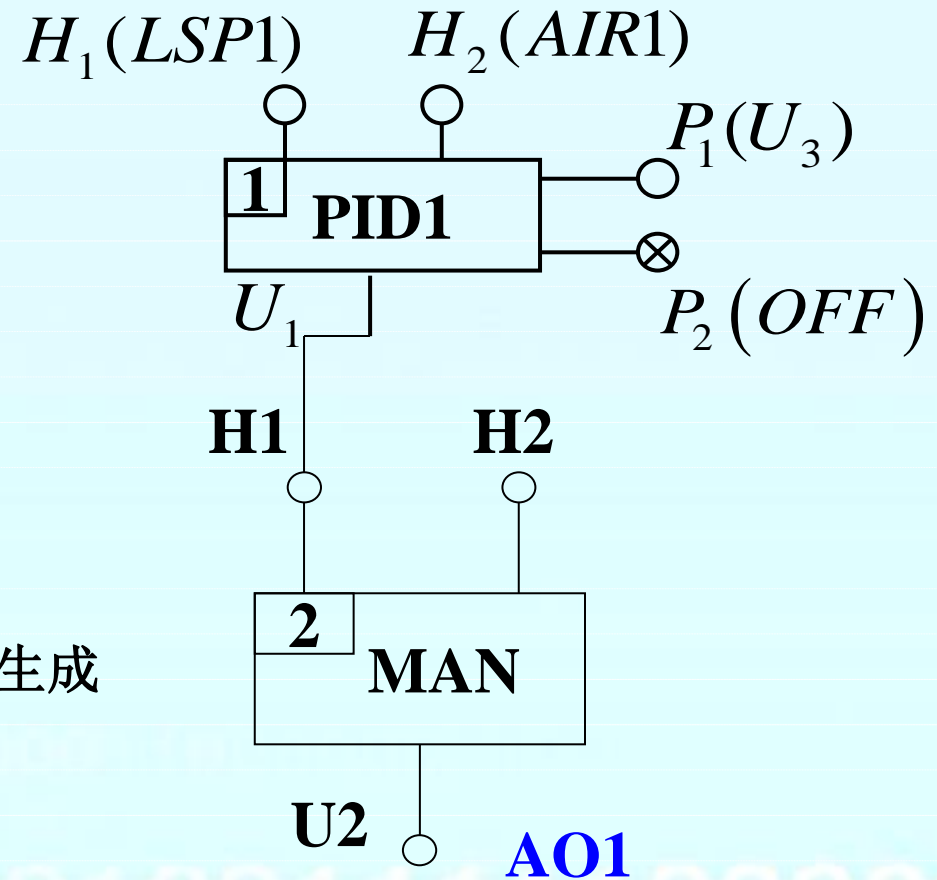 H₁(LSP1) H₂(AIR1)
P₁(U₃)
1 PID1
U₁ P₂(OFF)
H1 H2
2 MAN
生成
U2 AO1